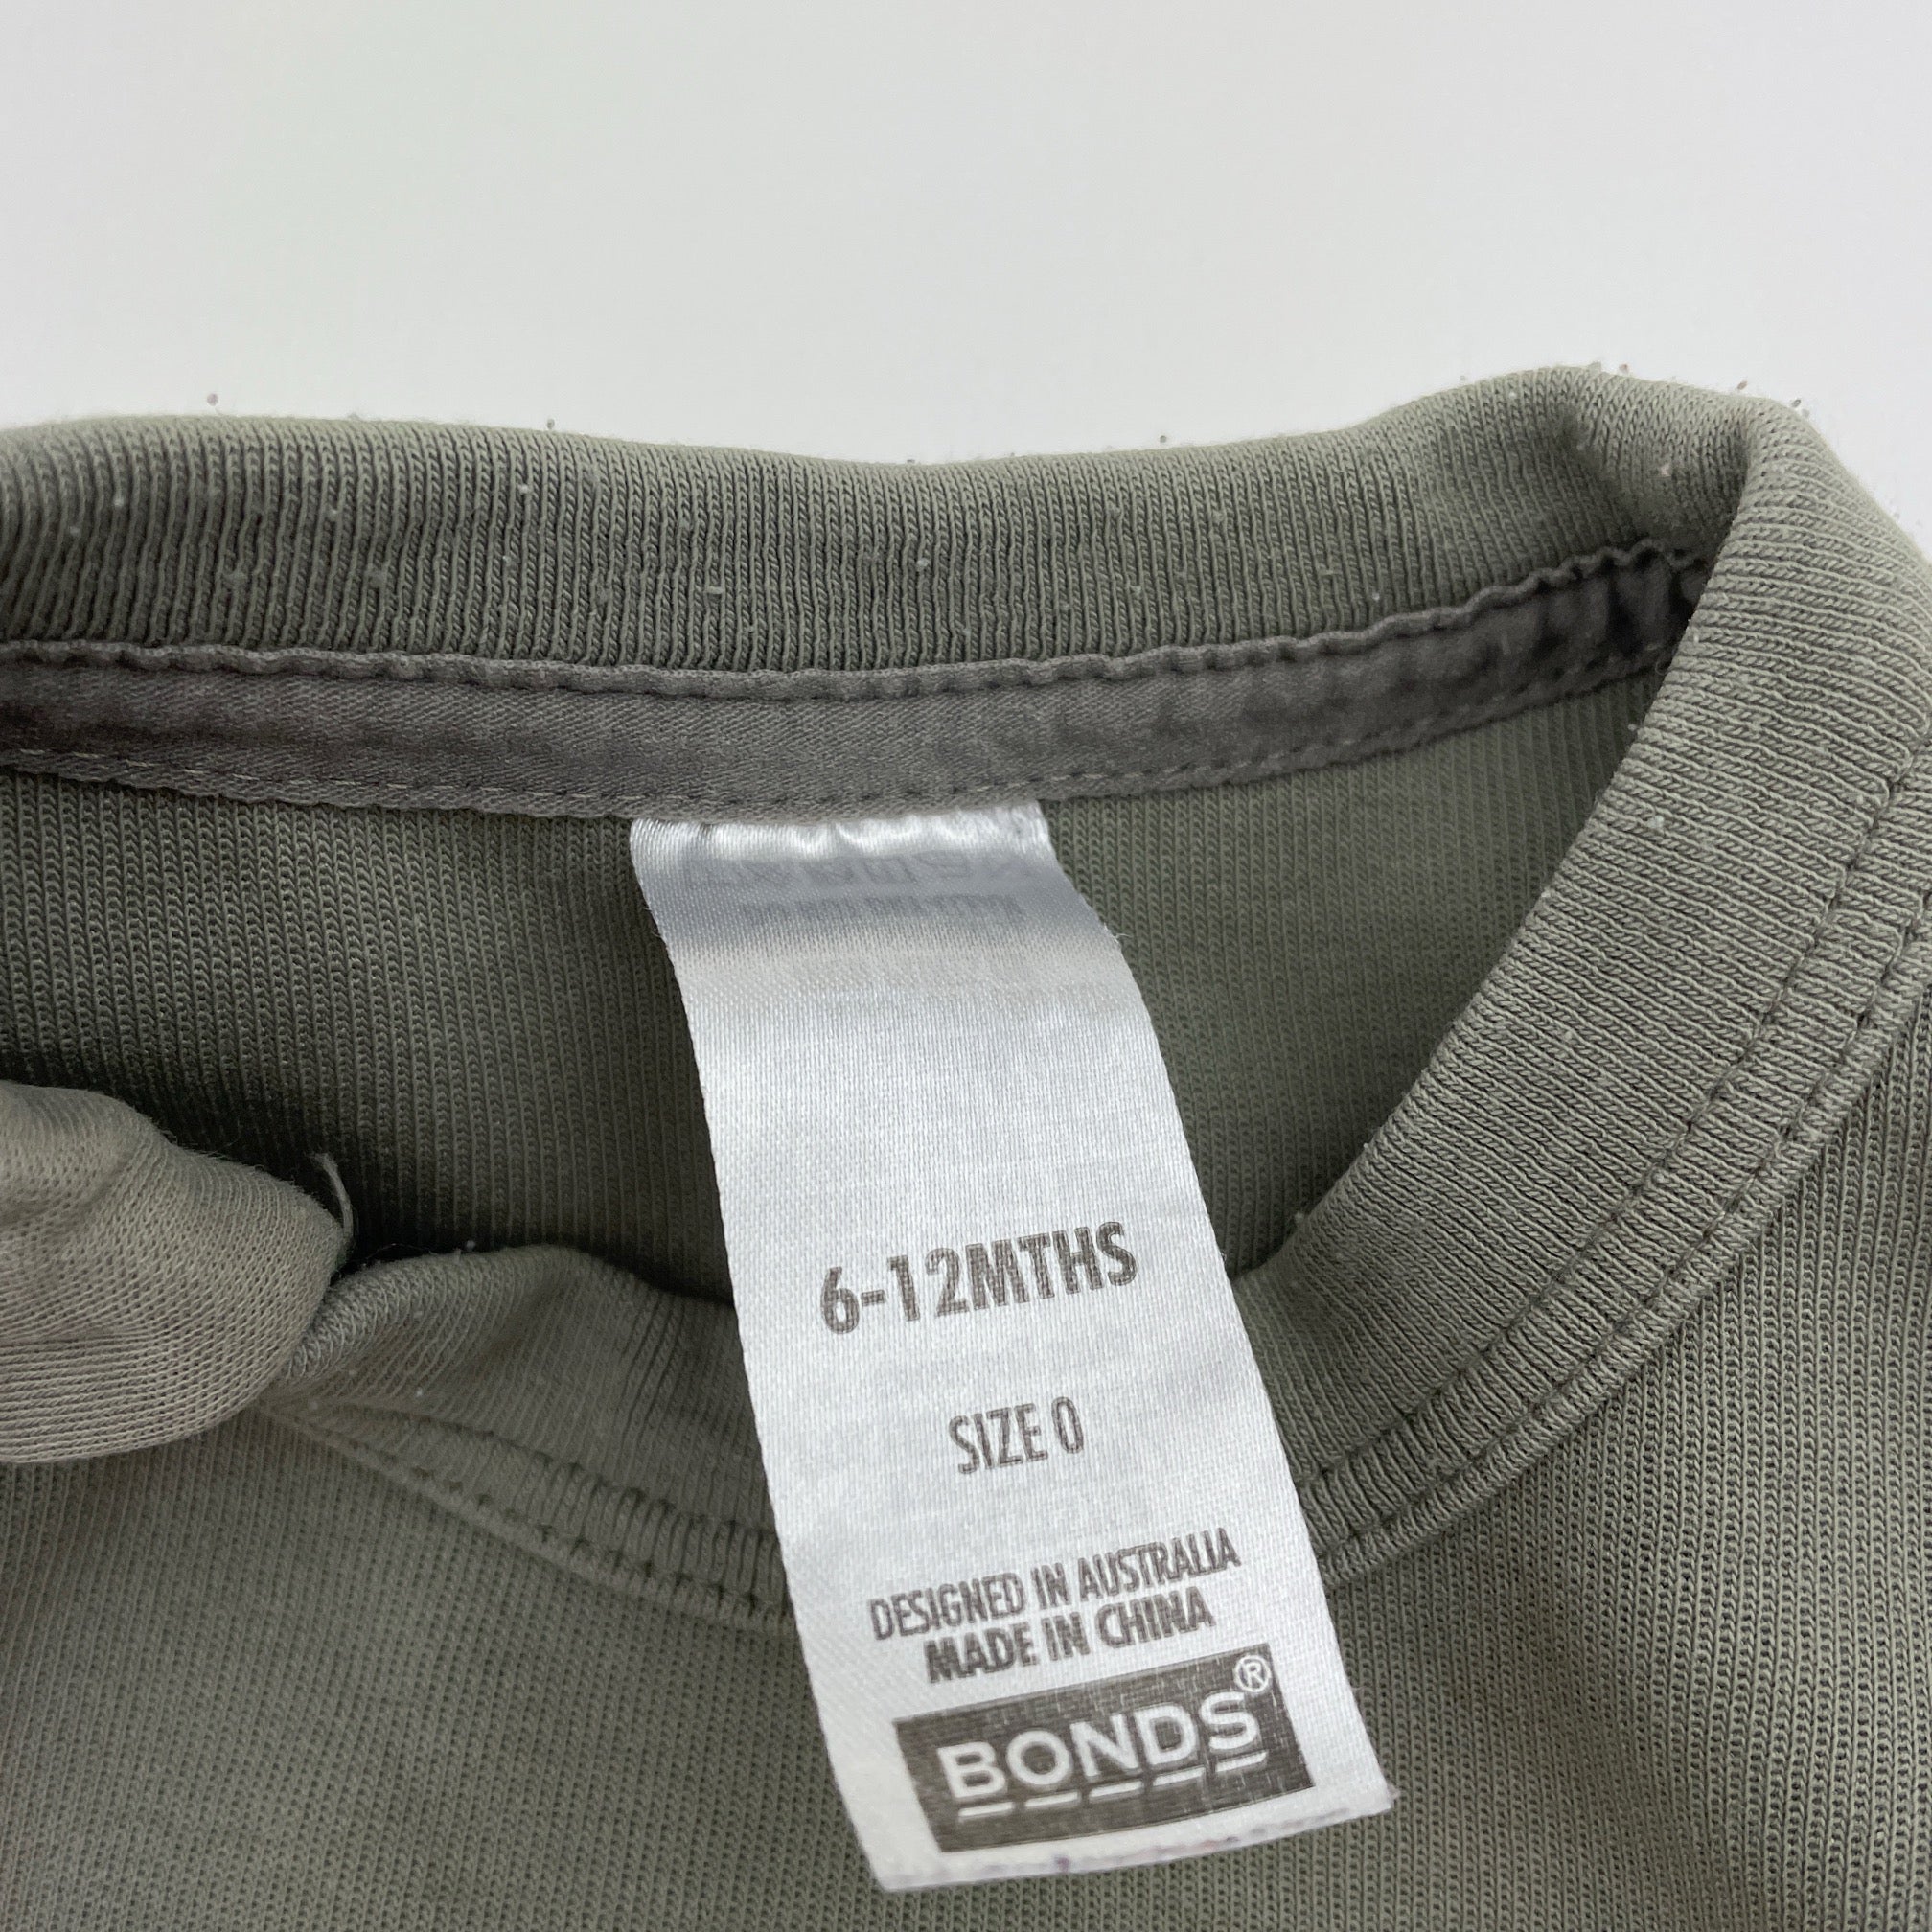 6-12MTHS
SIZE 0
DESIGNED IN AUSTRALIA
MADE IN CHINA
BONDS®